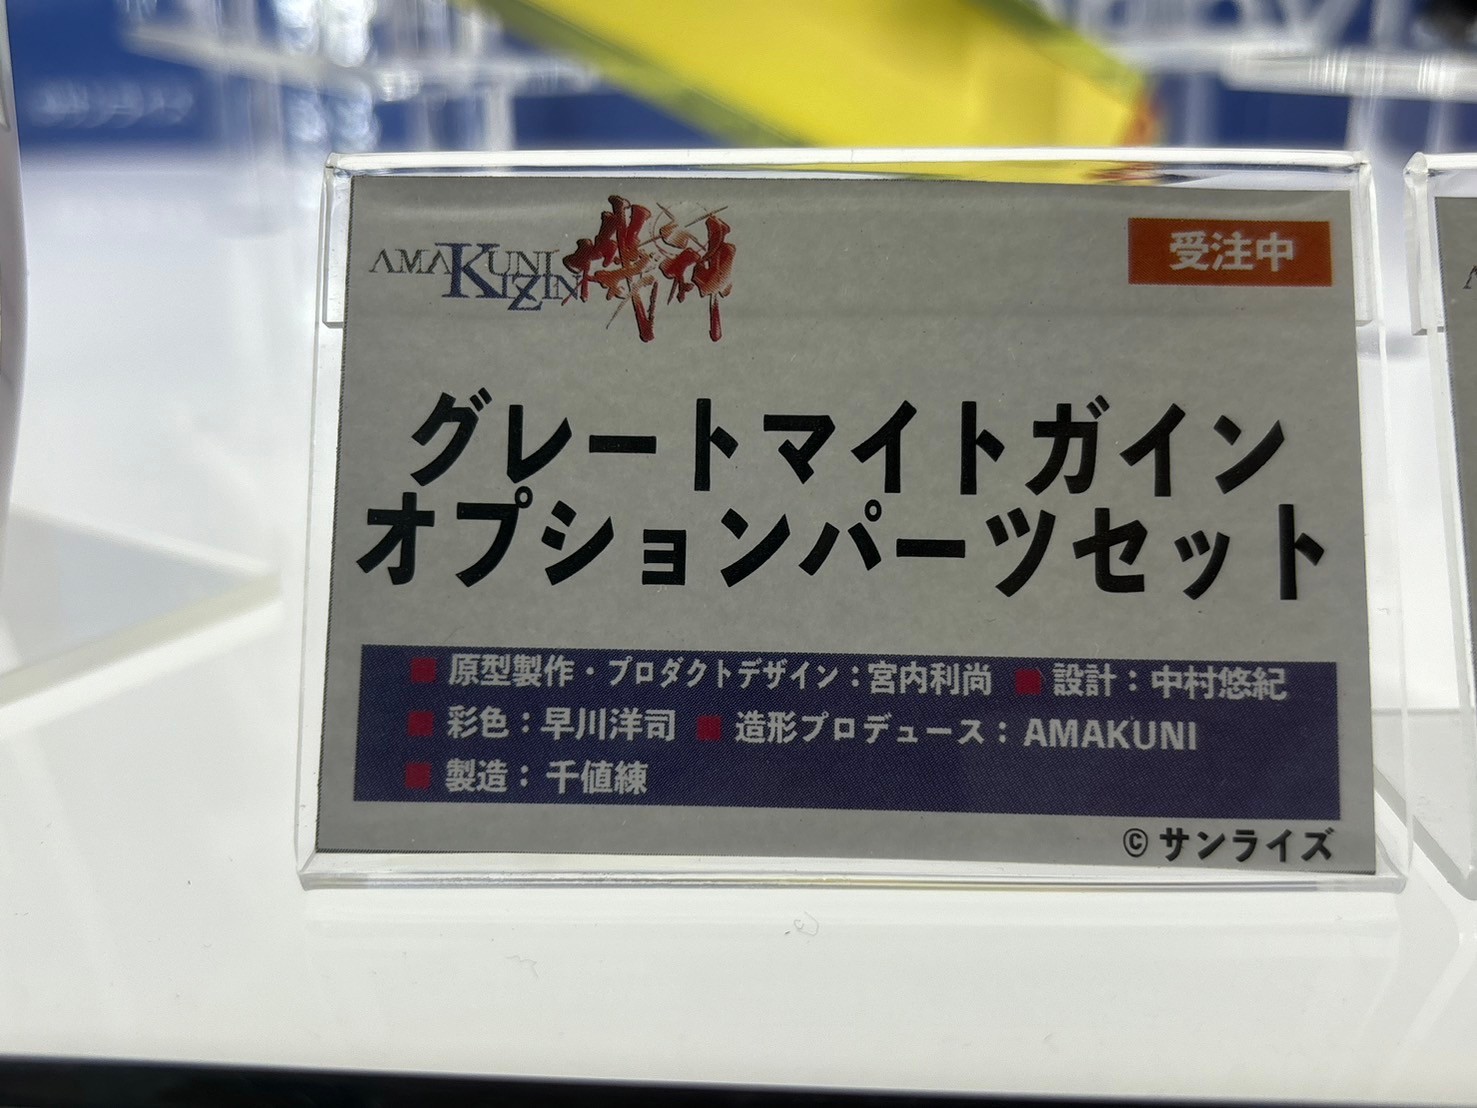 AMAKUNI
KIZIN
機神
受注中
グレートマイトガイン
オプションパーツセット
■ 原型製作・プロダクトデザイン:宮内利尚 ■ 設計:中村悠紀
■ 彩色:早川洋司 ■ 造形プロデュース:AMAKUNI
■ 製造:千値練
© サンライズ